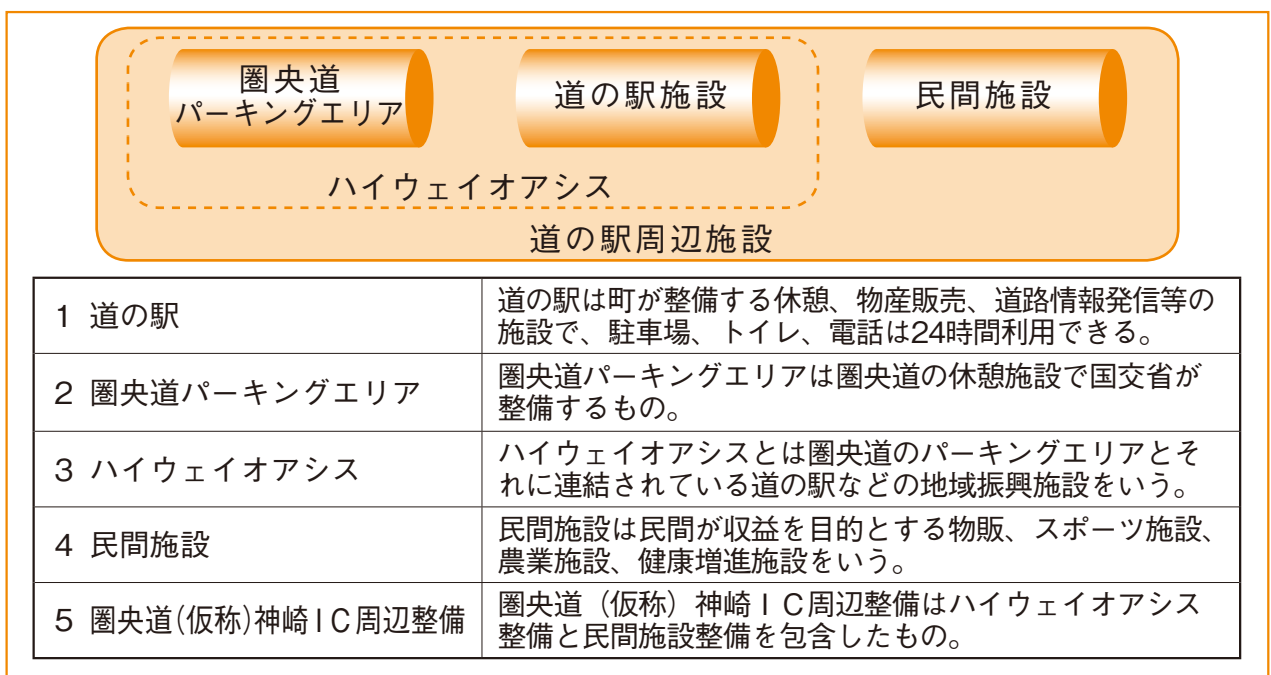 圏央道
パーキングエリア
道の駅施設
民間施設
ハイウェイオアシス
道の駅周辺施設
1 道の駅
道の駅は町が整備する休憩、物産販売、道路情報発信等の
施設で、駐車場、トイレ、電話は24時間利用できる。
2 圏央道パーキングエリア
圏央道パーキングエリアは圏央道の休憩施設で国交省が
整備するもの。
3 ハイウェイオアシス
ハイウェイオアシスとは圏央道のパーキングエリアとそ
れに連結されている道の駅などの地域振興施設をいう。
4 民間施設
民間施設は民間が収益を目的とする物販、スポーツ施設、
農業施設、健康増進施設をいう。
5 圏央道(仮称)神崎IC周辺整備
圏央道（仮称）神崎ＩＣ周辺整備はハイウェイオアシス
整備と民間施設整備を包含したもの。